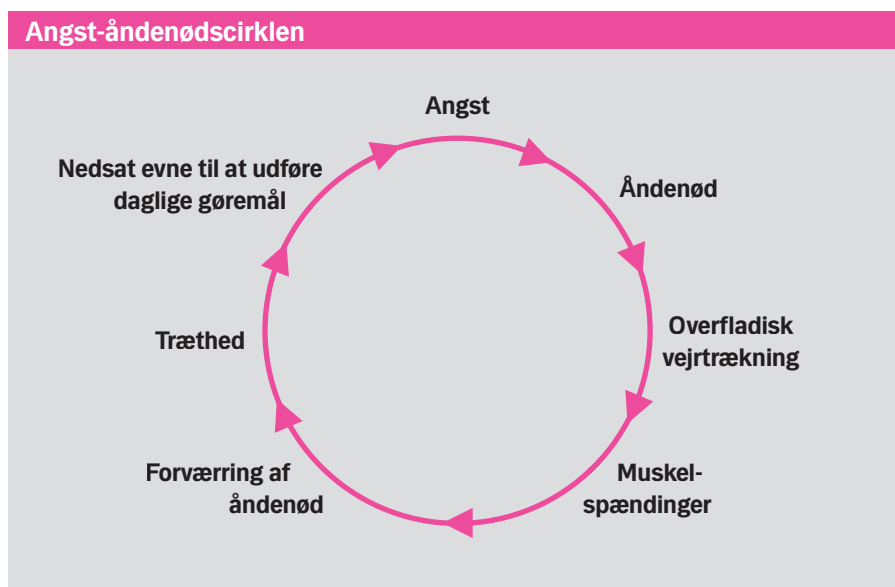 Angst-åndenødscirklen
Angst
Åndenød
Overfladisk
vejrtrækning
Muskel-
spændinger
Forværring af
åndenød
Træthed
Nedsat evne til at udføre
daglige gøremål